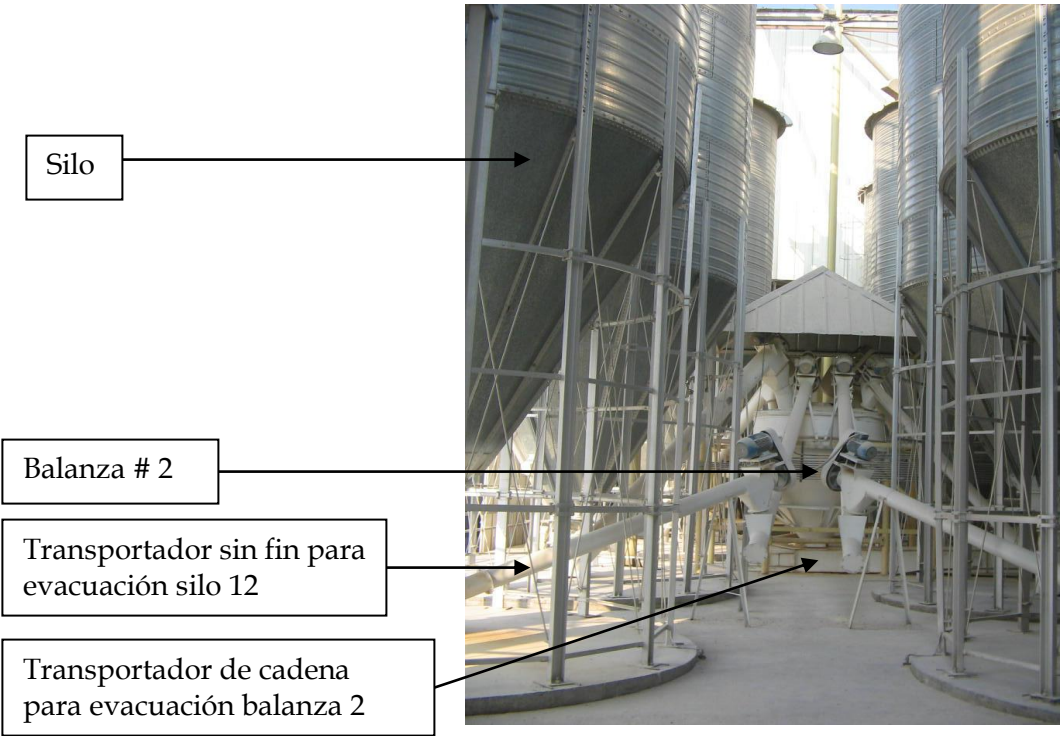 Silo
Balanza # 2
Transportador sin fin para
evacuación silo 12
Transportador de cadena
para evacuación balanza 2